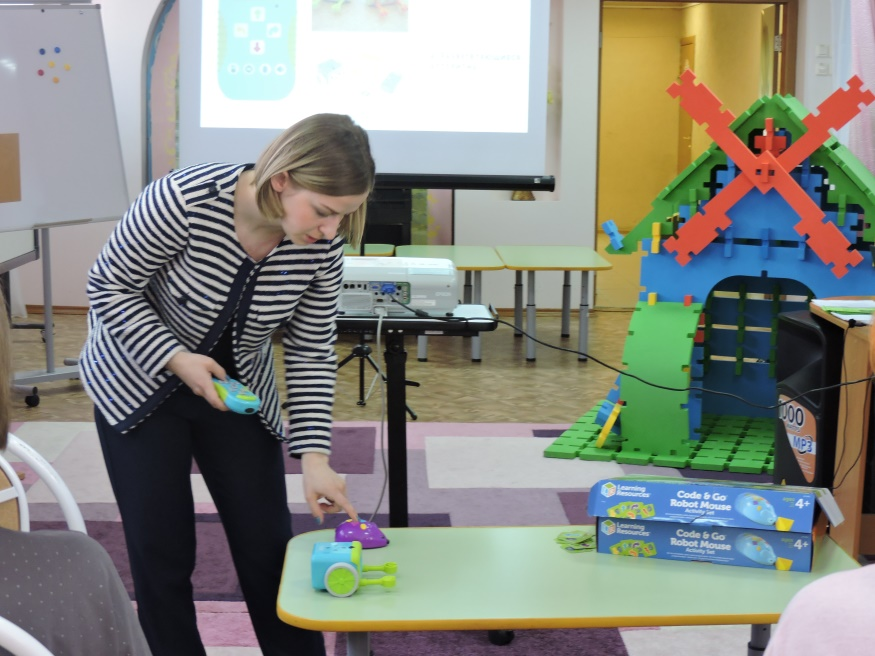 Learning
Resources
Code & Go
Robot Mouse
Activity Set
4+
Learning
Resources
Code & Go
Robot Mouse
Activity Set
4+
MP3